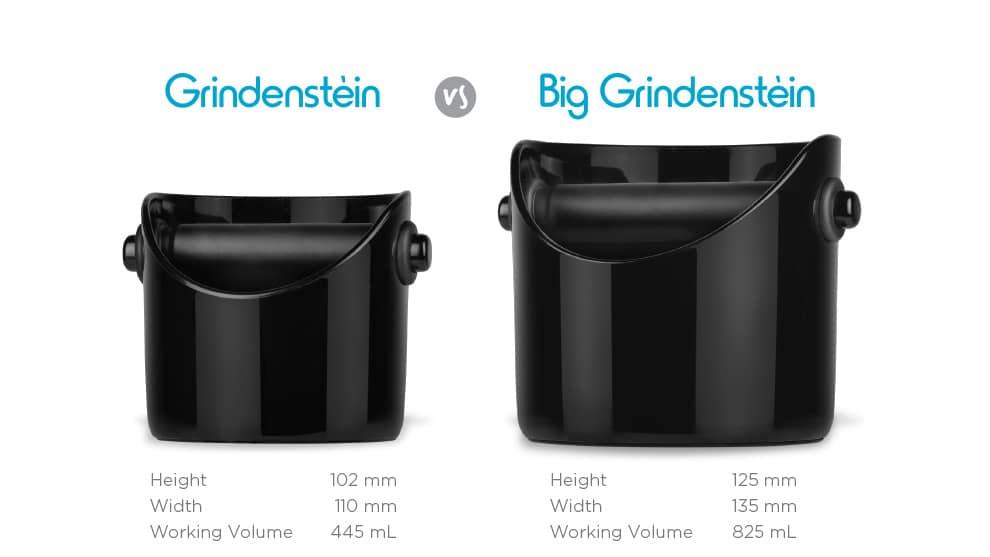 Grindenstèin vs Big Grindenstèin
Height 102 mm
Width 110 mm
Working Volume 445 mL
Height 125 mm
Width 135 mm
Working Volume 825 mL